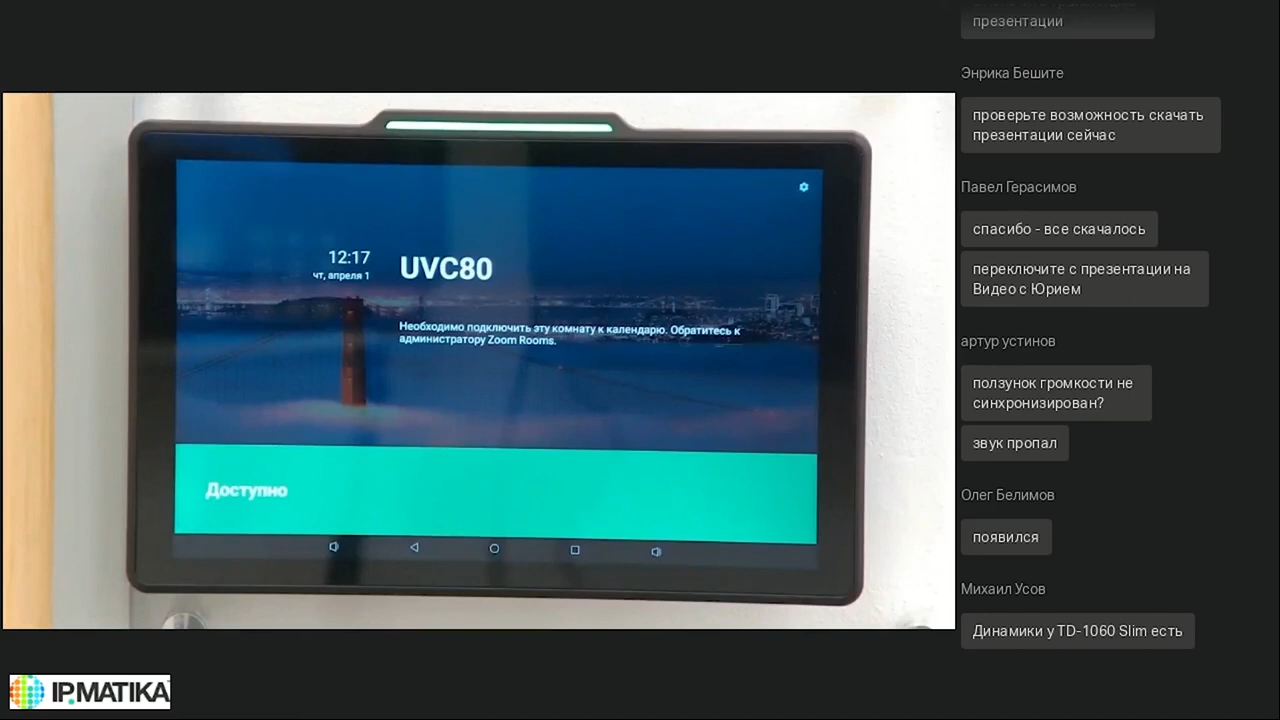 12:17
чт, апреля 1
UVC80
Необходимо подключить эту комнату к календарю. Обратитесь к
администратору Zoom Rooms.
Доступно
IPMATIKA
презентации
Энрика Бешите
проверьте возможность скачать
презентации сейчас
Павел Герасимов
спасибо - все скачалось
переключите с презентации на
Видео с Юрием
артур устинов
ползунок громкости не
синхронизирован?
звук пропал
Олег Белимов
появился
Михаил Усов
Динамики у TD-1060 Slim есть